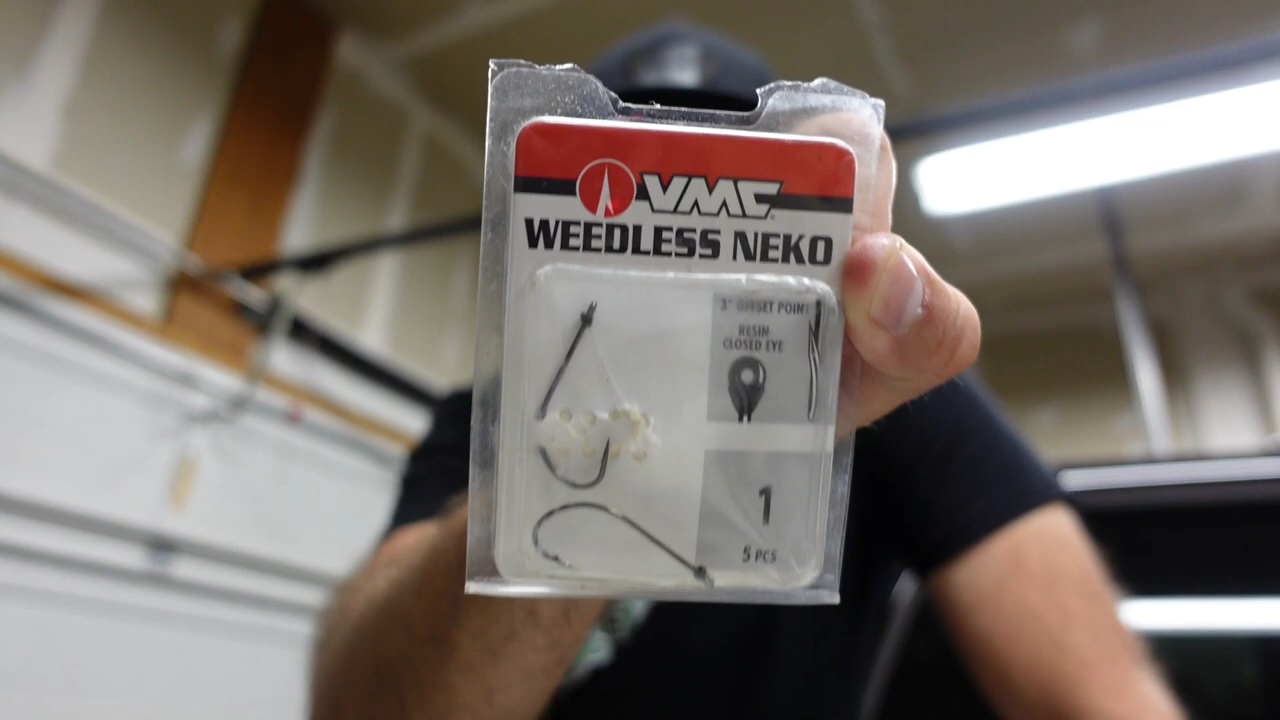 VMC
WEEDLESS NEKO
3° OFFSET POINT
RESIN
CLOSED EYE
1
5 PCS